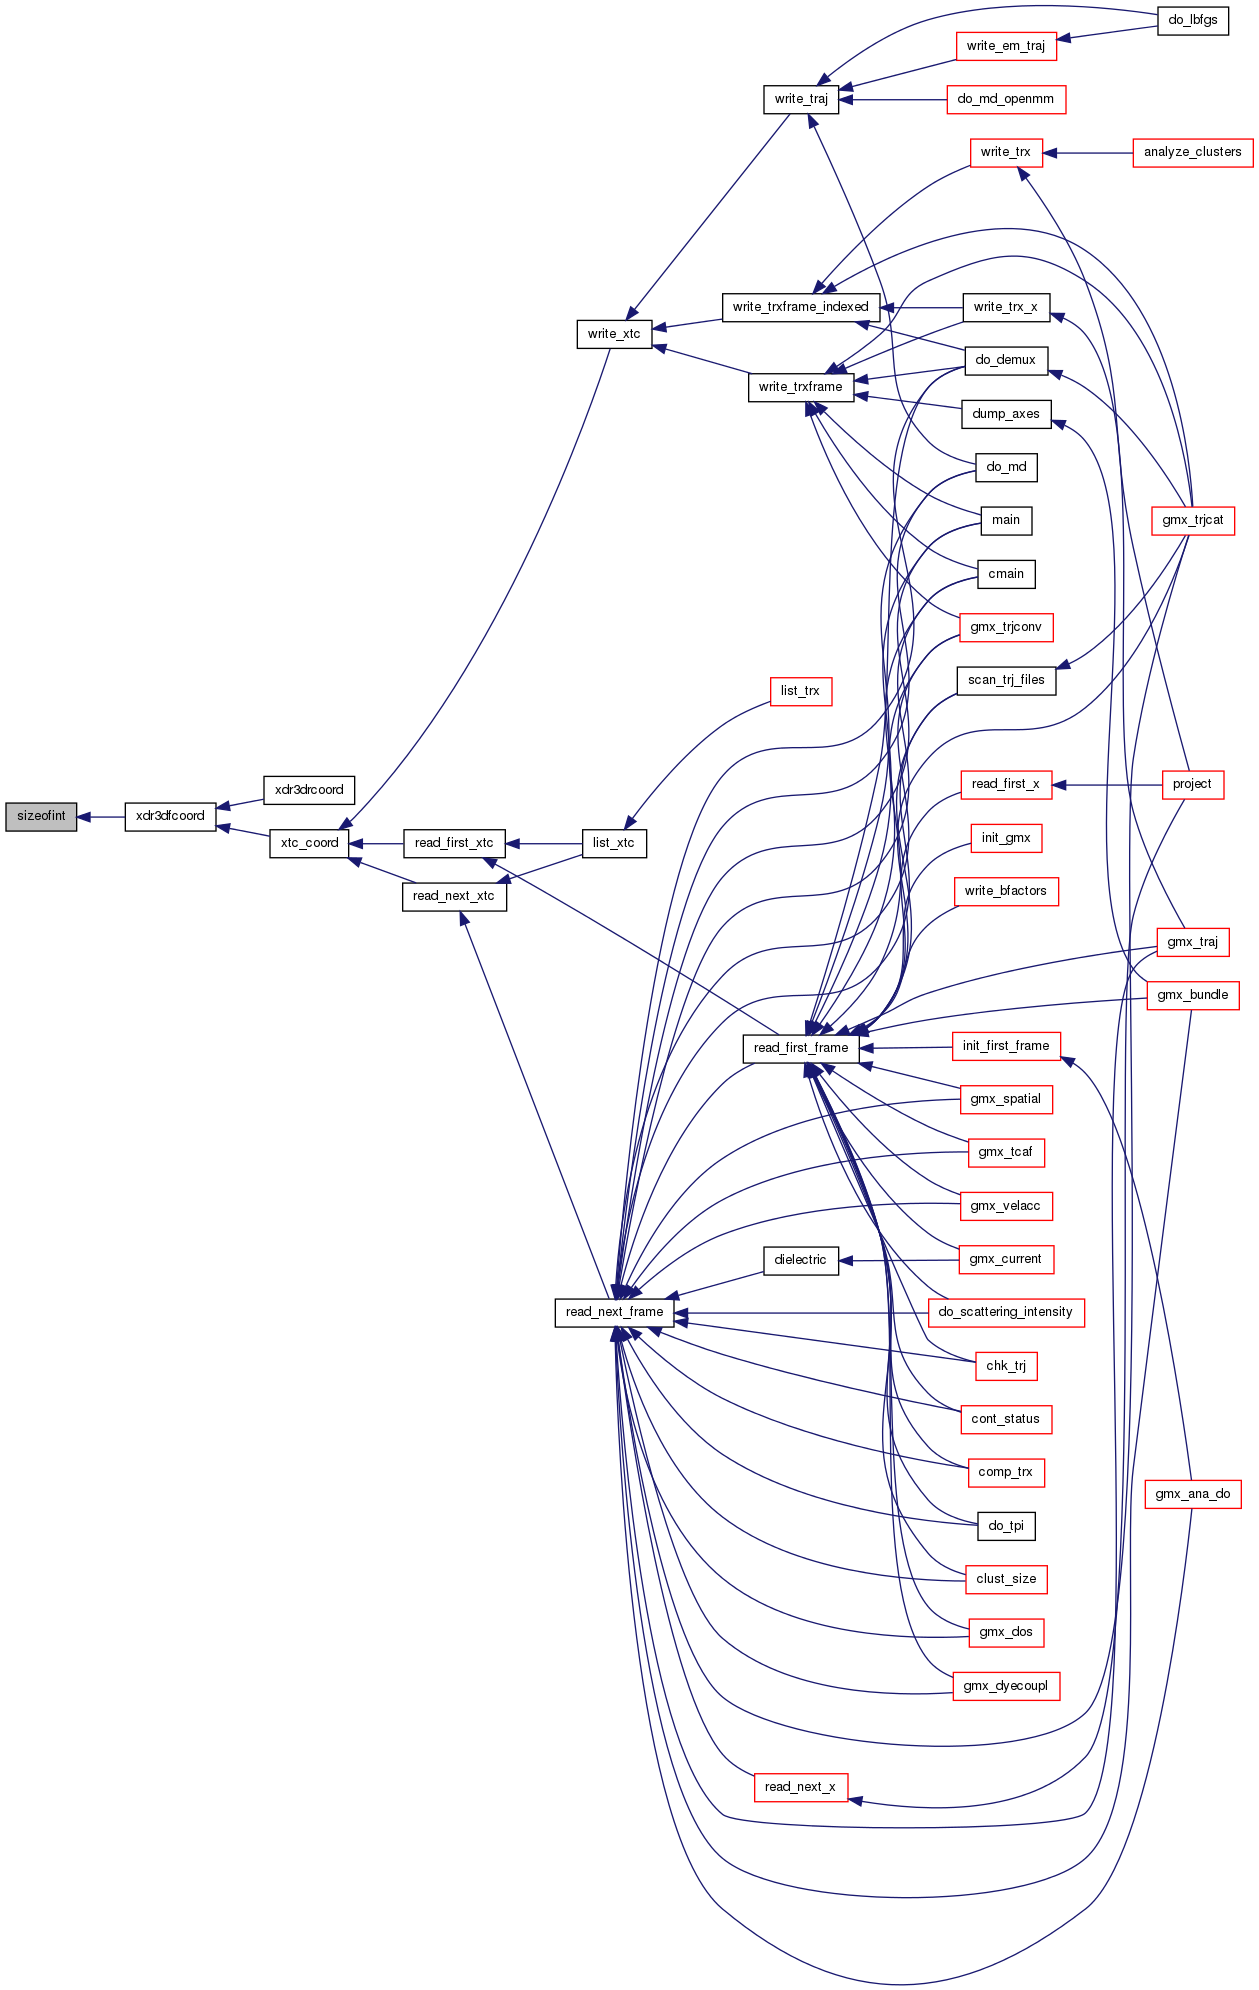 do_lbfgs
write_em_traj
write_traj
do_md_openmm
write_trx
analyze_clusters
write_trxframe_indexed
write_trx_x
write_xtc
do_demux
write_trxframe
dump_axes
do_md
main
gmx_trjcat
cmain
gmx_trjconv
scan_trj_files
list_trx
xdr3drcoord
read_first_x
project
sizeofint
xdr3dfcoord
xtc_coord
read_first_xtc
list_xtc
init_gmx
read_next_xtc
write_bfactors
gmx_traj
gmx_bundle
read_first_frame
init_first_frame
gmx_spatial
gmx_tcaf
gmx_velacc
dielectric
gmx_current
read_next_frame
do_scattering_intensity
chk_trj
cont_status
comp_trx
gmx_ana_do
do_tpi
clust_size
gmx_dos
gmx_dyecoupl
read_next_x